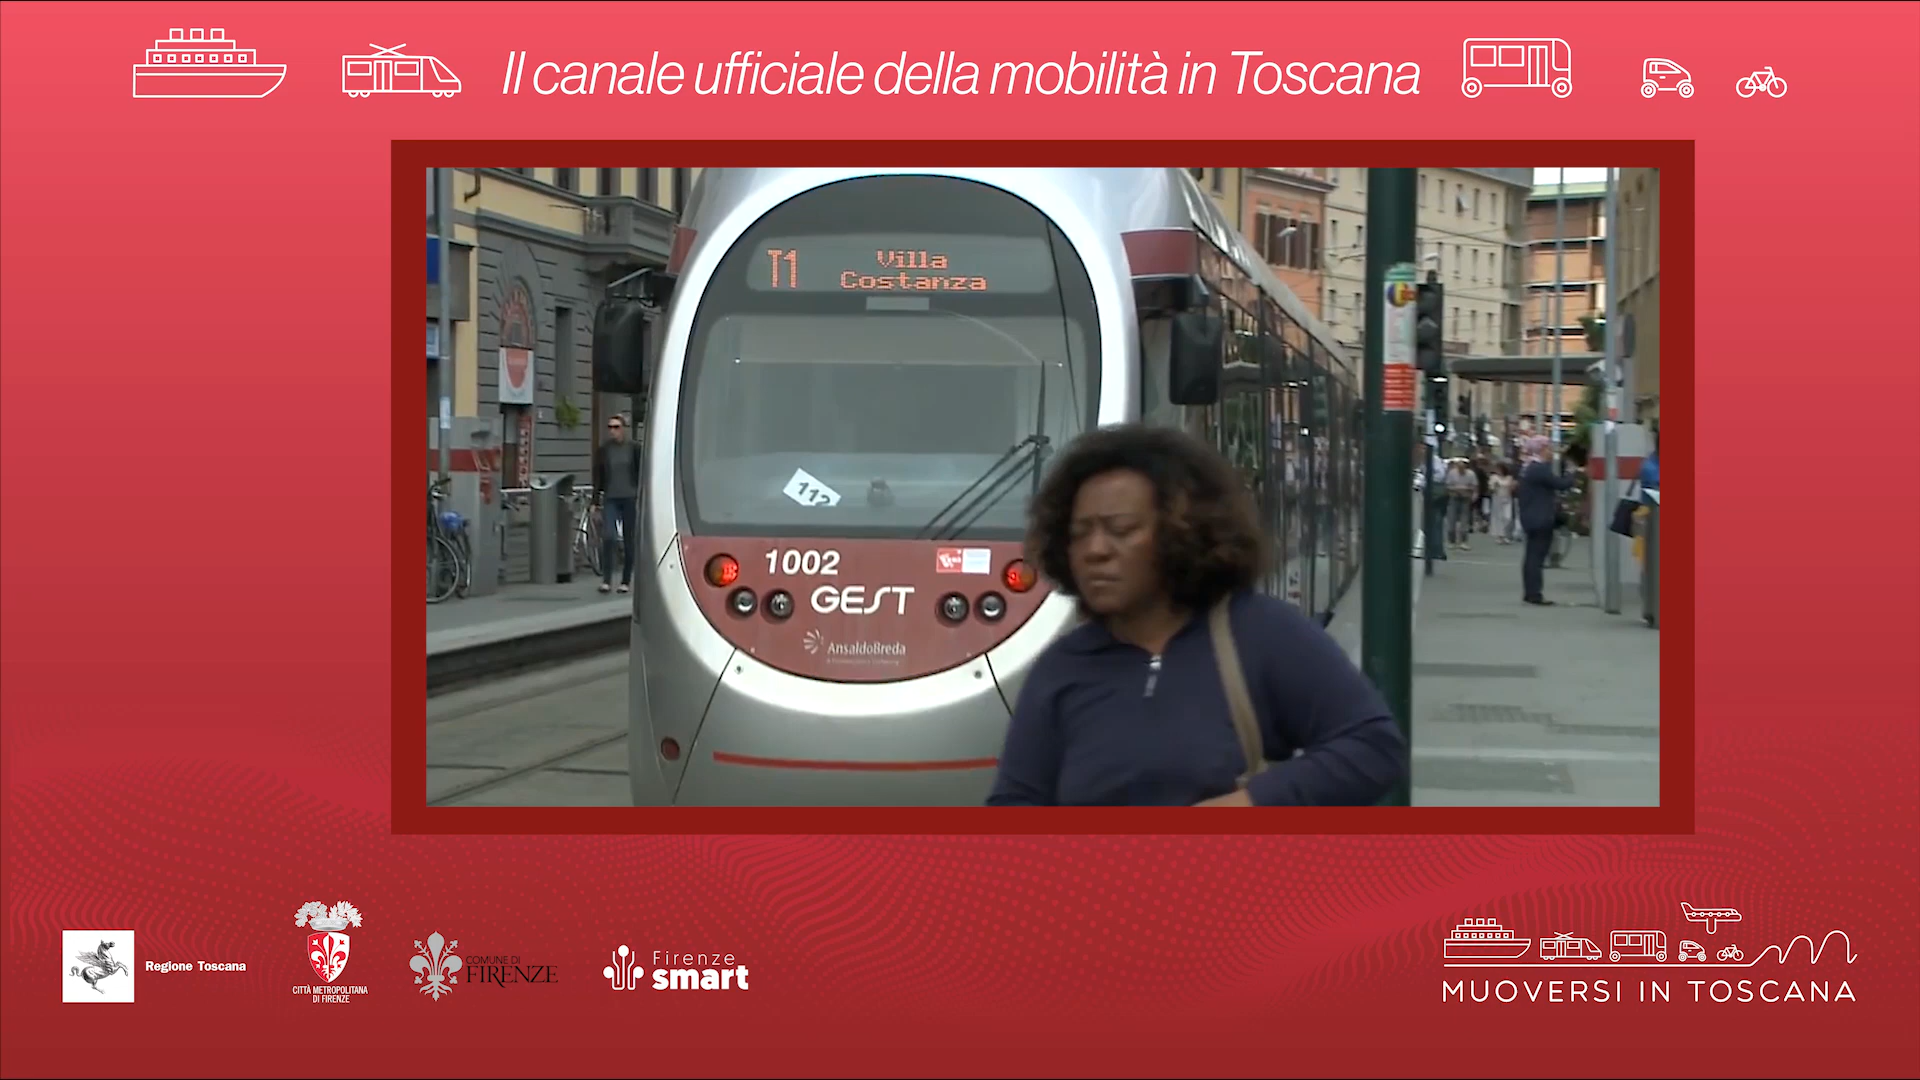 Il canale ufficiale della mobilità in Toscana
T1 Villa
Costanza
112
1002
GEST
AnsaldoBreda
Regione Toscana
CITTÀ METROPOLITANA
DI FIRENZE
COMUNE DI
FIRENZE
Firenze
smart
MUOVERSI IN TOSCANA